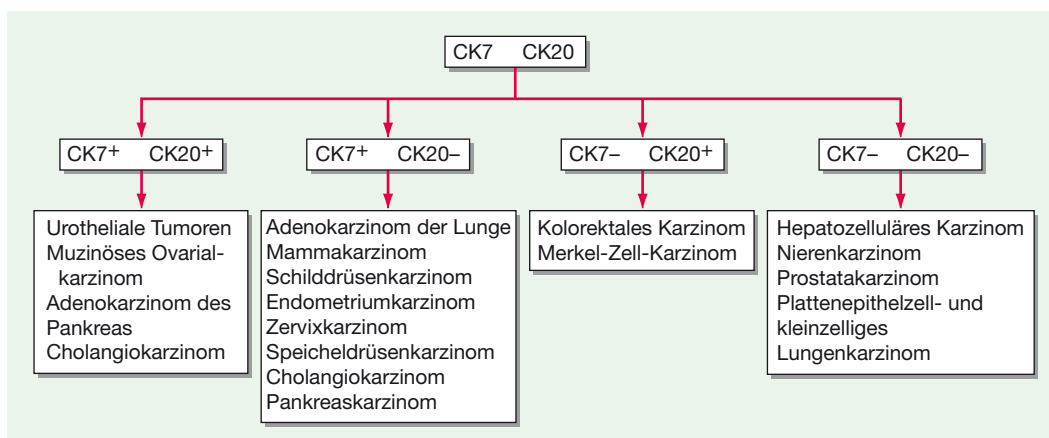 CK7 CK20
CK7+ CK20+
CK7+ CK20–
CK7– CK20+
CK7– CK20–
Urotheliale Tumoren
Muzinöses Ovarial-
karzinom
Adenokarzinom des
Pankreas
Cholangiokarzinom
Adenokarzinom der Lunge
Mammakarzinom
Schilddrüsenkarzinom
Endometriumkarzinom
Zervixkarzinom
Speicheldrüsenkarzinom
Cholangiokarzinom
Pankreaskarzinom
Kolorektales Karzinom
Merkel-Zell-Karzinom
Hepatozelluläres Karzinom
Nierenkarzinom
Prostatakarzinom
Plattenepithelzell- und
kleinzelliges
Lungenkarzinom